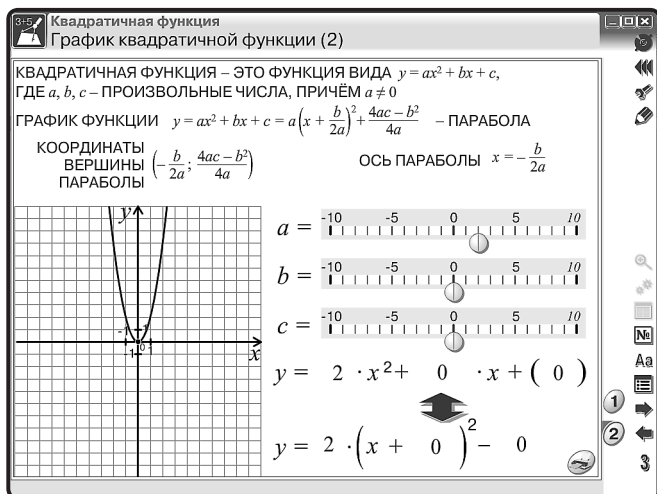 3+5
Квадратичная функция
График квадратичной функции (2)
КВАДРАТИЧНАЯ ФУНКЦИЯ – ЭТО ФУНКЦИЯ ВИДА y = ax² + bx + c,
ГДЕ a, b, c – ПРОИЗВОЛЬНЫЕ ЧИСЛА, ПРИЧЁМ a ≠ 0
ГРАФИК ФУНКЦИИ y = ax² + bx + c = a(x + b/2a)² + 4ac – b²/4a – ПАРАБОЛА
КООРДИНАТЫ
ВЕРШИНЫ (– b/2a ; 4ac – b²/4a)
ПАРАБОЛЫ
ОСЬ ПАРАБОЛЫ x = – b/2a
y
-1 1
0
-1 1
x
a = -10 -5 0 5 10
b = -10 -5 0 5 10
c = -10 -5 0 5 10
y = 2 · x² + 0 · x + ( 0 )
y = 2 · (x + 0)² – 0
№
Aa
1
2
3